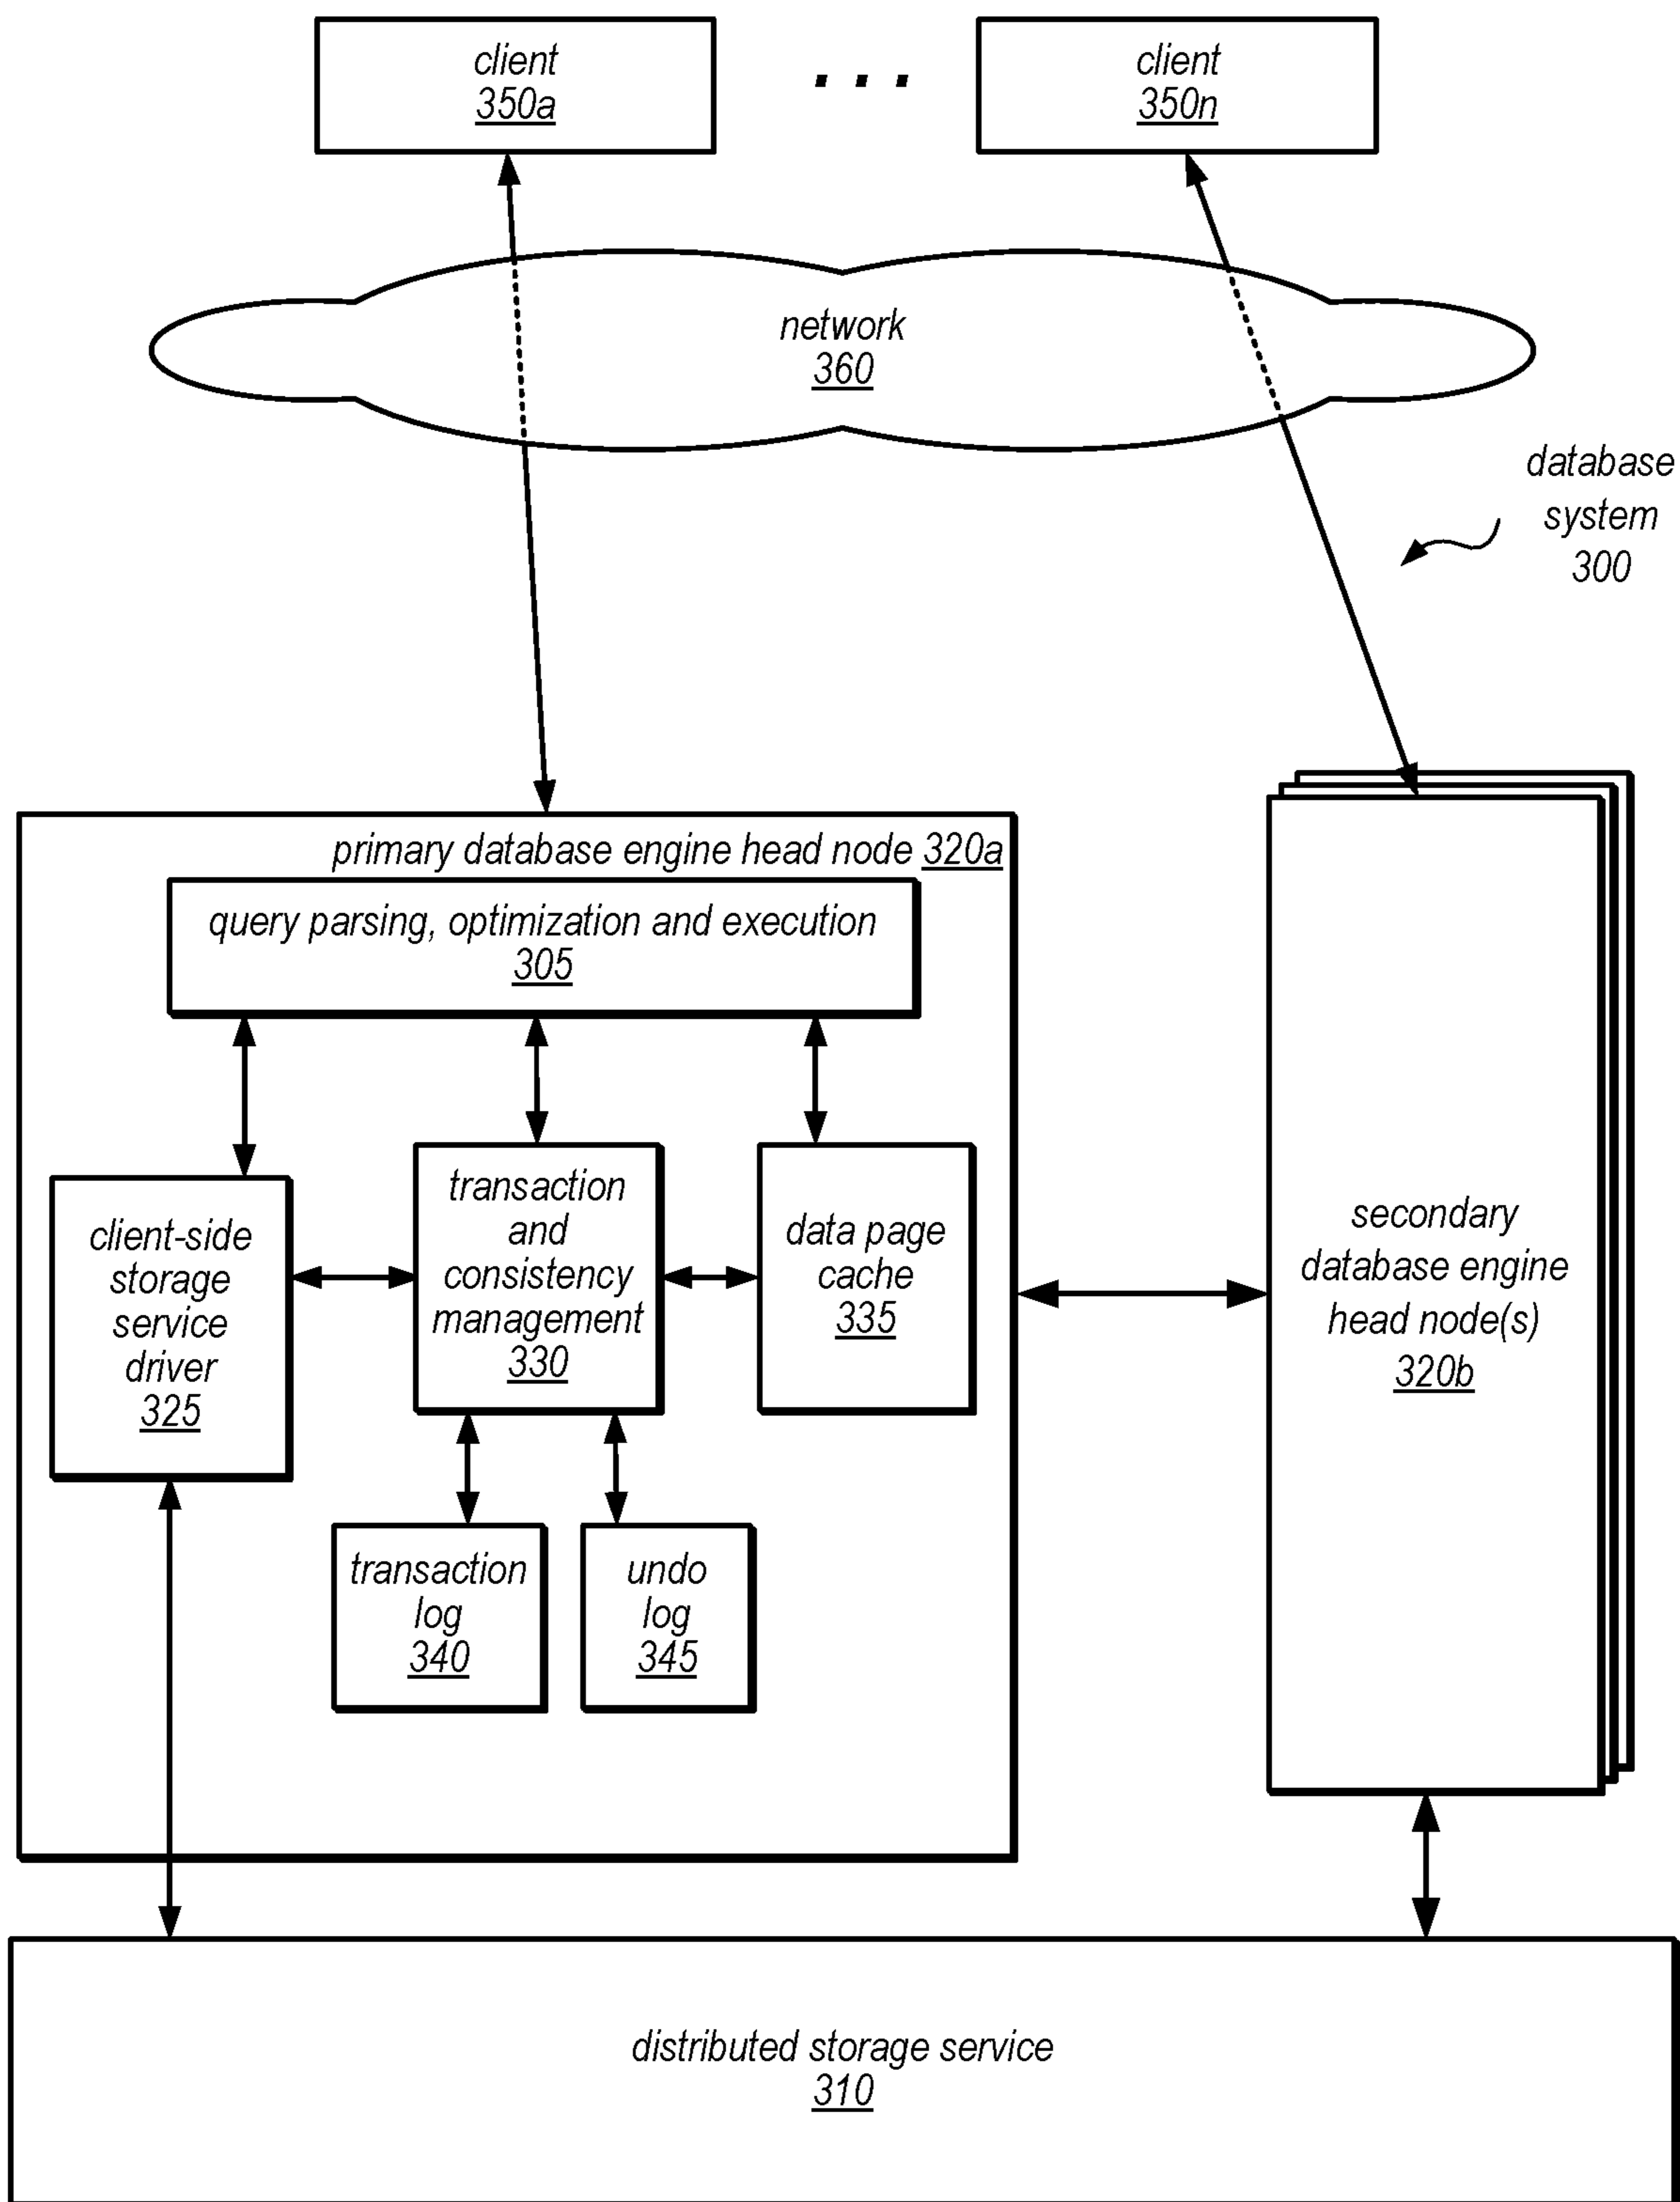 client
350a
. . .
client
350n
network
360
database
system
300
primary database engine head node 320a
query parsing, optimization and execution
305
client-side
storage
service
driver
325
transaction
and
consistency
management
330
data page
cache
335
transaction
log
340
undo
log
345
secondary
database engine
head node(s)
320b
distributed storage service
310